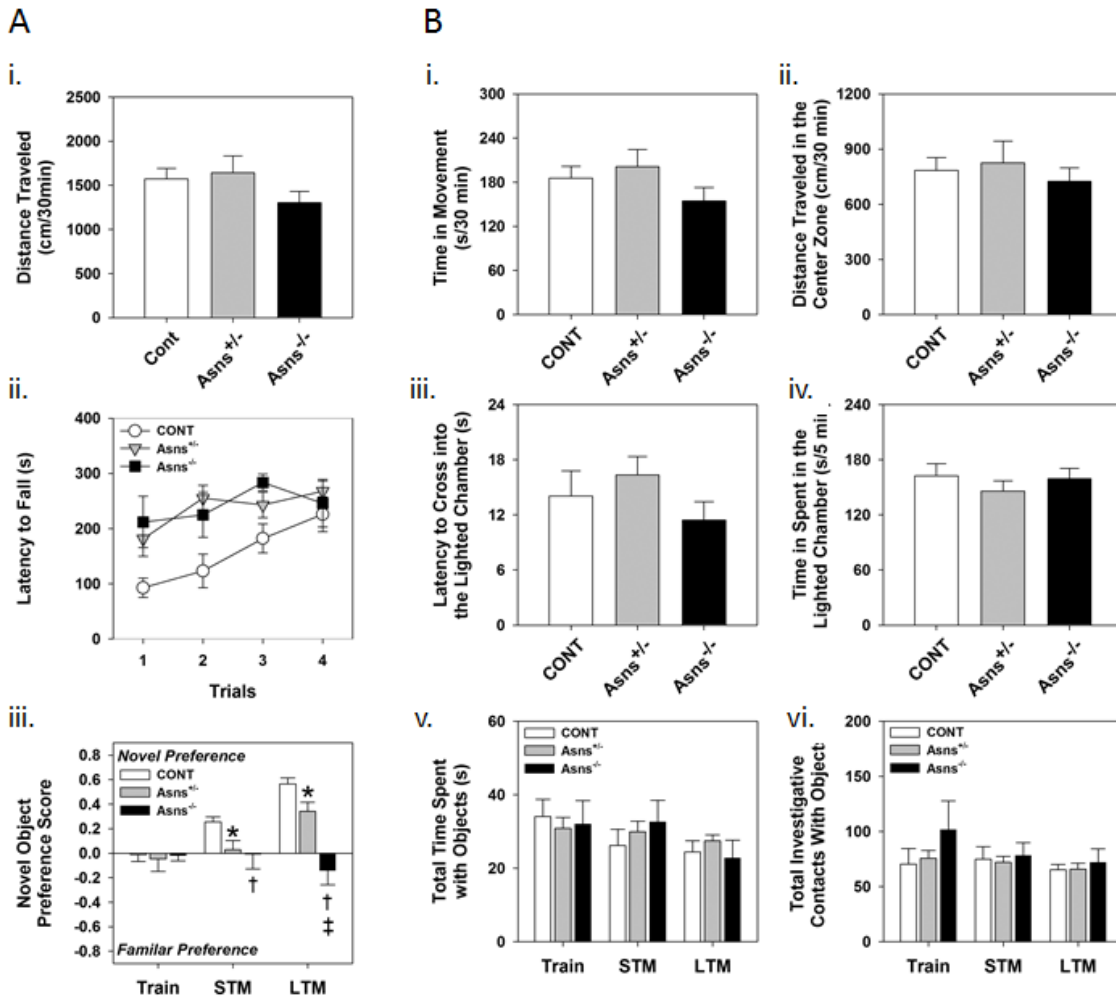 A
B
i.
2500
2000
1500
1000
500
0
Distance Traveled
(cm/30min)
Cont
Asns+/-
Asns-/-
i.
300
240
180
120
60
0
Time in Movement
(s/30 min)
CONT
Asns+/-
Asns-/-
ii.
1200
900
600
300
0
Distance Traveled in the
Center Zone (cm/30 min)
CONT
Asns+/-
Asns-/-
ii.
400
300
200
100
0
Latency to Fall (s)
CONT
Asns+/-
Asns-/-
1 2 3 4
Trials
iii.
24
18
12
6
0
Latency to Cross into
the Lighted Chamber (s)
CONT
Asns+/-
Asns-/-
iv.
240
180
120
60
0
Time in Spent in the
Lighted Chamber (s/5 mi
CONT
Asns+/-
Asns-/-
iii.
0.8
0.6
0.4
0.2
0.0
-0.2
-0.4
-0.6
-0.8
Novel Object
Preference Score
Novel Preference
CONT
Asns+/-
Asns-/-
*
*
†
†
‡
Familar Preference
Train STM LTM
v.
60
40
20
0
Total Time Spent
with Objects (s)
CONT
Asns+/-
Asns-/-
Train STM LTM
vi.
200
150
100
50
0
Total Investigative
Contacts With Object
CONT
Asns+/-
Asns-/-
Train STM LTM